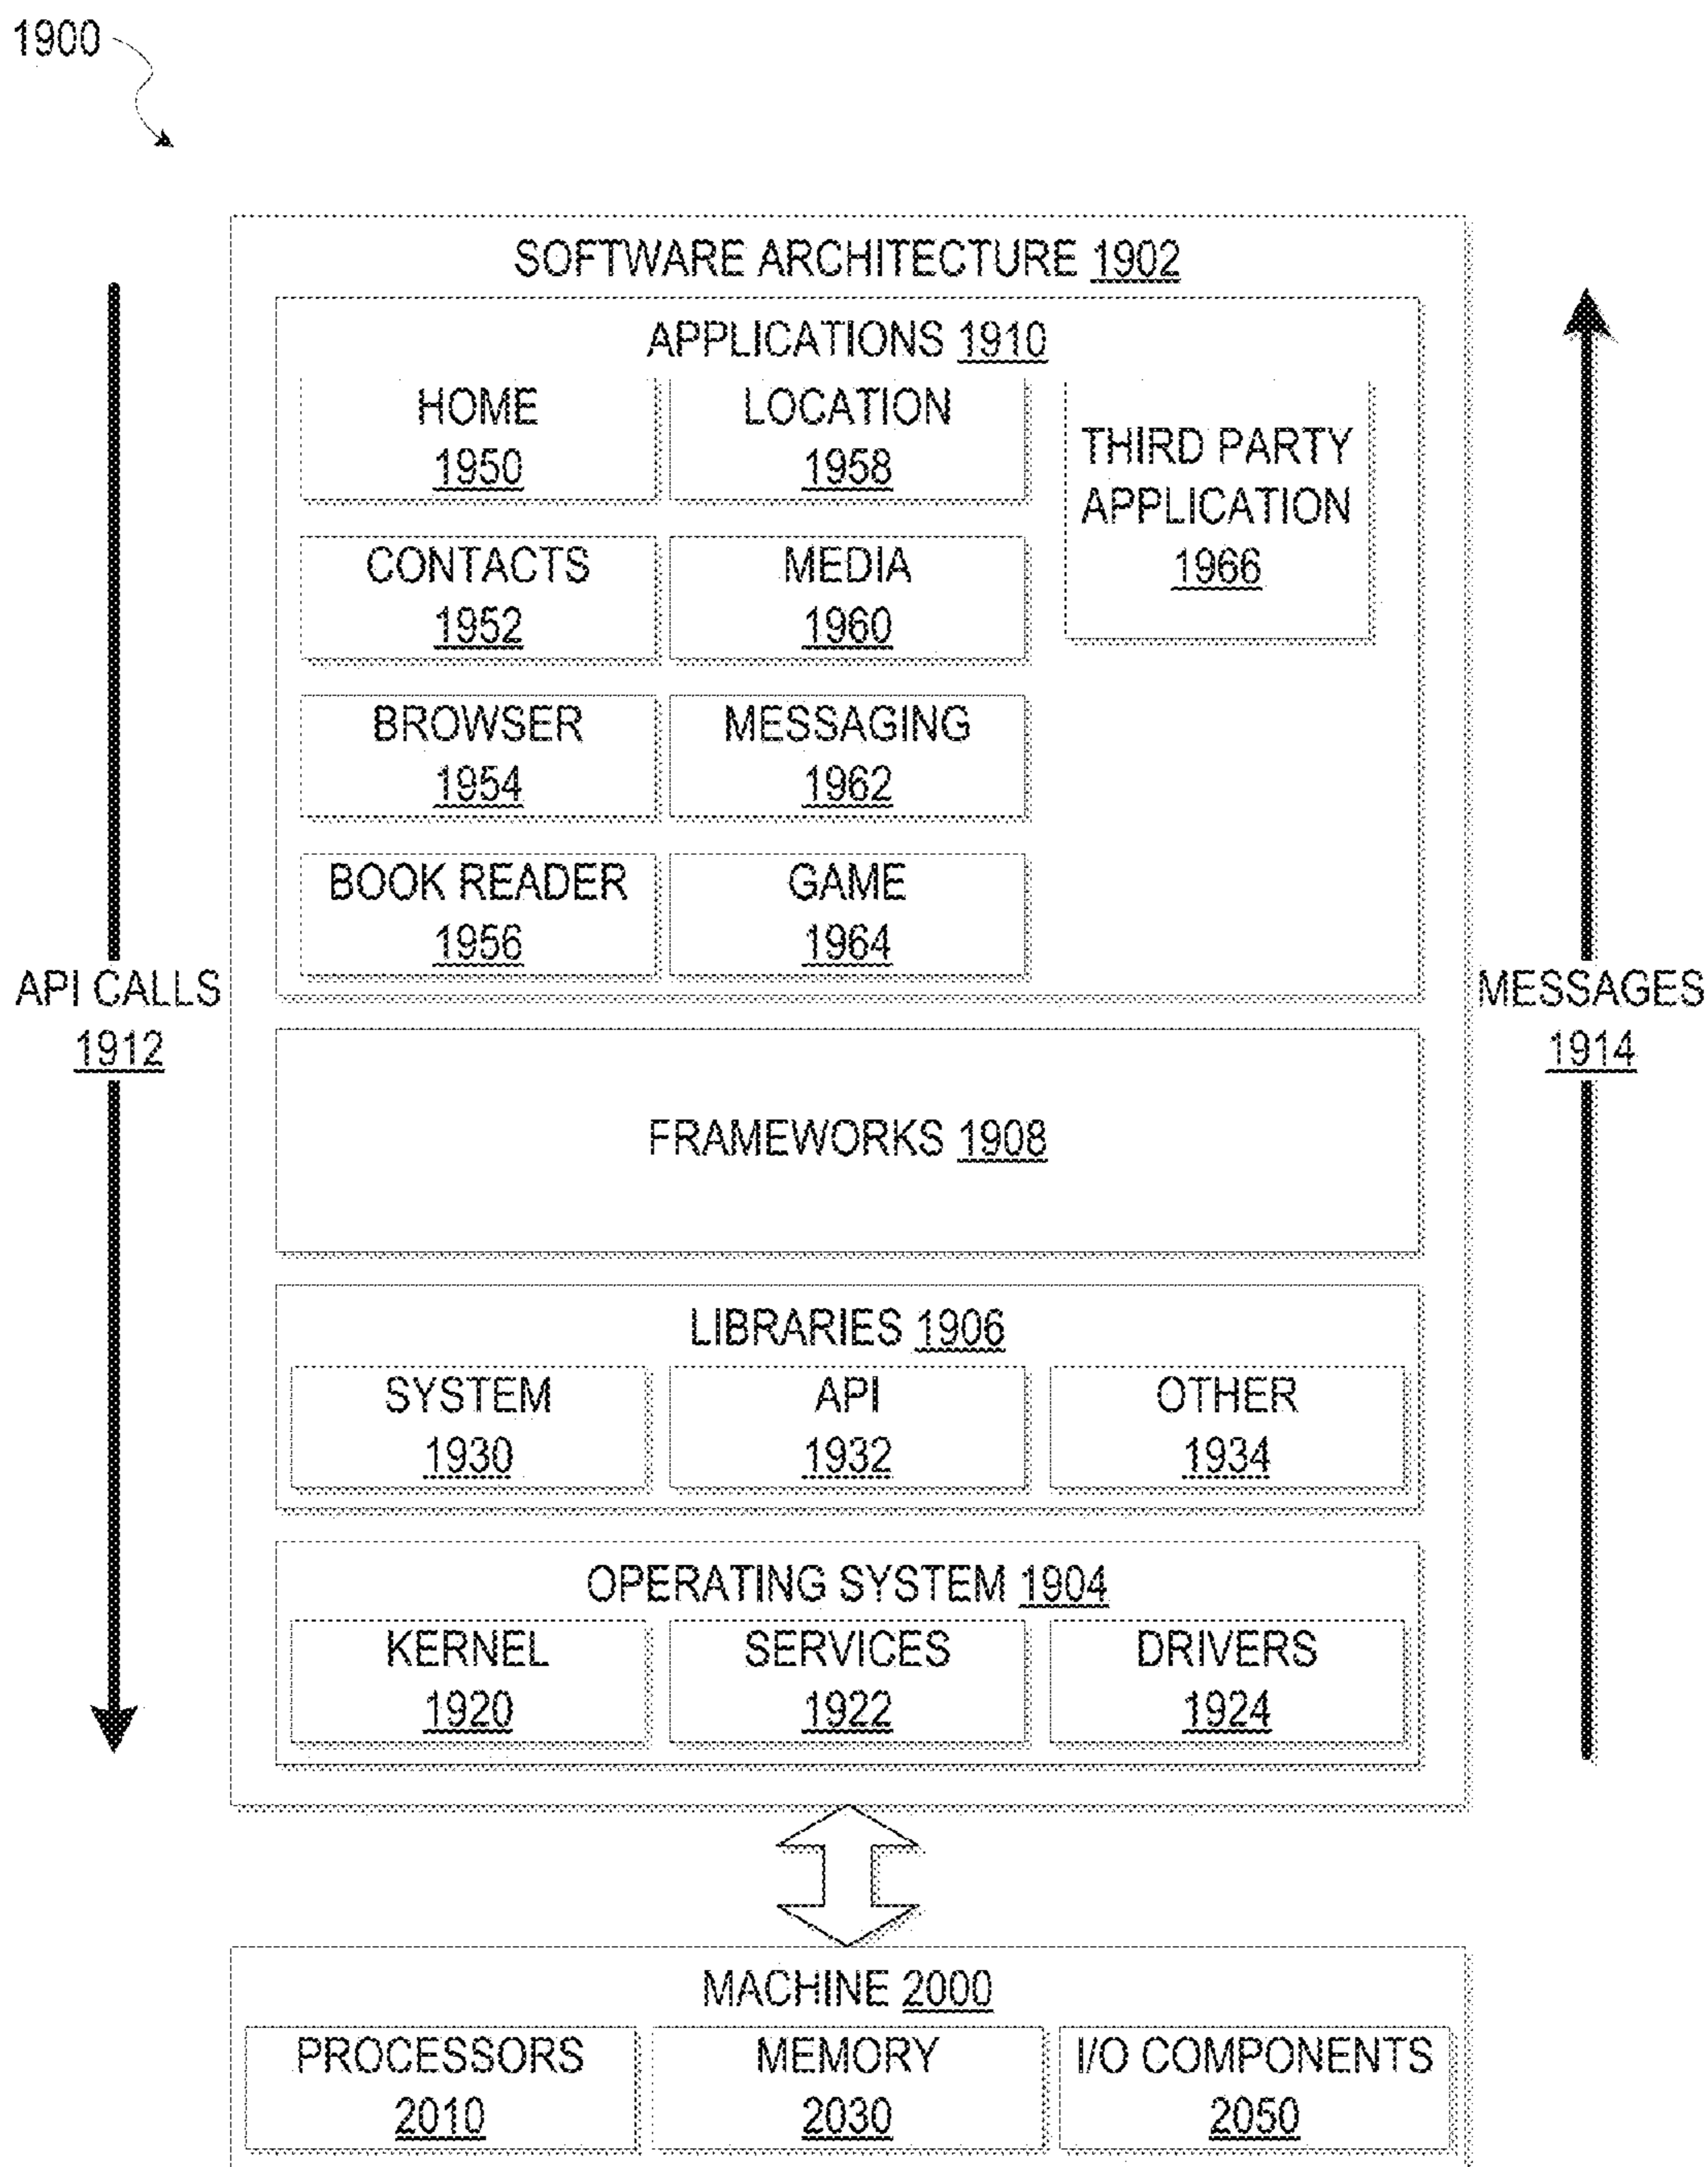 1900
SOFTWARE ARCHITECTURE 1902
APPLICATIONS 1910
HOME
1950
LOCATION
1958
THIRD PARTY
APPLICATION
1966
CONTACTS
1952
MEDIA
1960
BROWSER
1954
MESSAGING
1962
BOOK READER
1956
GAME
1964
API CALLS
1912
MESSAGES
1914
FRAMEWORKS 1908
LIBRARIES 1906
SYSTEM
1930
API
1932
OTHER
1934
OPERATING SYSTEM 1904
KERNEL
1920
SERVICES
1922
DRIVERS
1924
MACHINE 2000
PROCESSORS
2010
MEMORY
2030
I/O COMPONENTS
2050